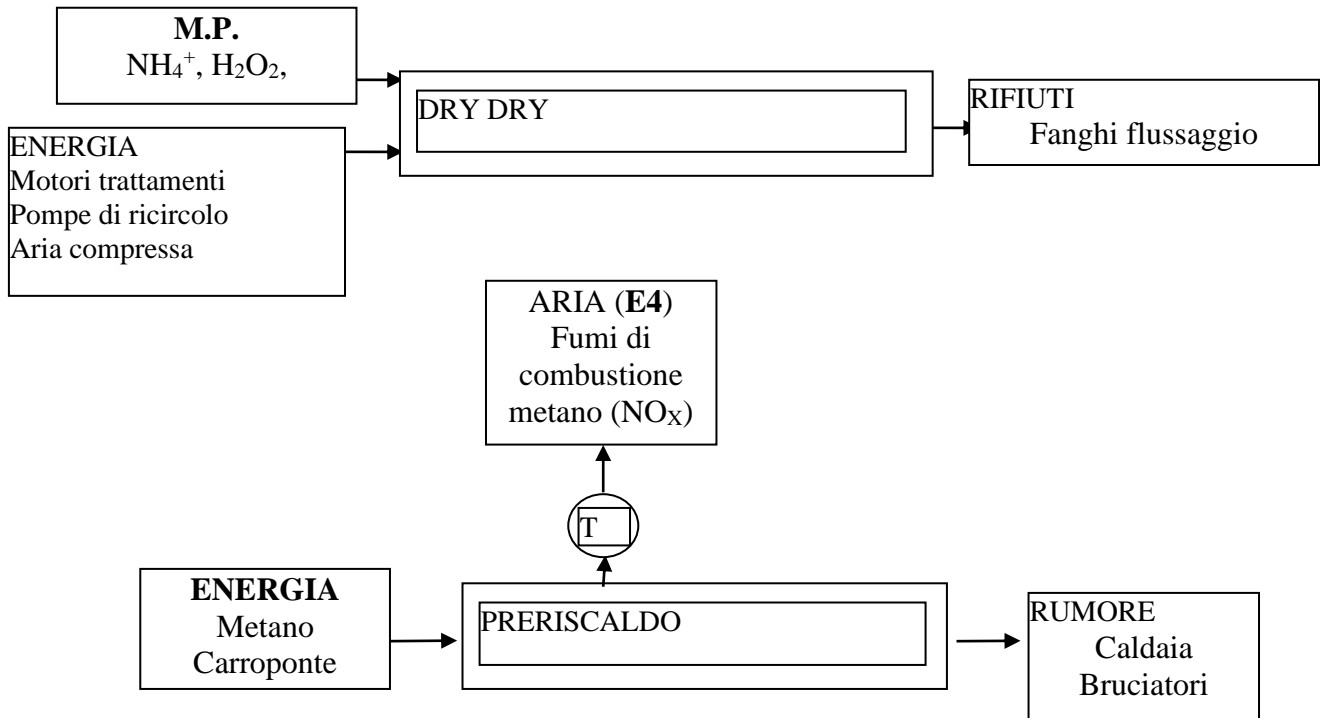 M.P.
NH₄⁺, H₂O₂,
DRY DRY
RIFIUTI
Fanghi flussaggio
ENERGIA
Motori trattamenti
Pompe di ricircolo
Aria compressa
ARIA (E4)
Fumi di
combustione
metano (NOX)
T
ENERGIA
Metano
Carroponte
PRERISCALDO
RUMORE
Caldaia
Bruciatori